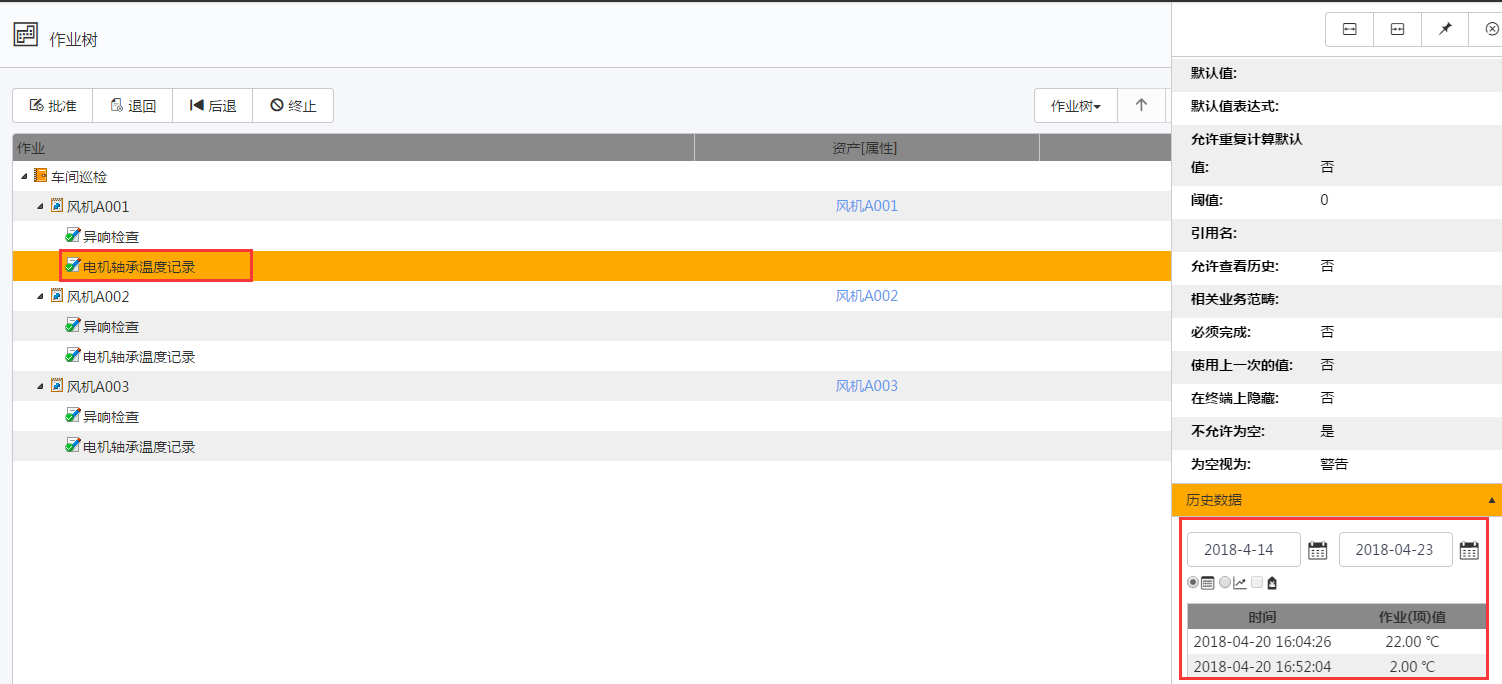 作业树
批准 退回 后退 终止 作业树
作业 资产[属性]
车间巡检
风机A001 风机A001
异响检查
电机轴承温度记录
风机A002 风机A002
异响检查
电机轴承温度记录
风机A003 风机A003
异响检查
电机轴承温度记录
默认值:
默认值表达式:
允许重复计算默认
值: 否
阈值: 0
引用名:
允许查看历史: 否
相关业务范畴:
必须完成: 否
使用上一次的值: 否
在终端上隐藏: 否
不允许为空: 是
为空视为: 警告
历史数据
2018-4-14 2018-04-23
时间 作业(项)值
2018-04-20 16:04:26 22.00 ℃
2018-04-20 16:52:04 2.00 ℃